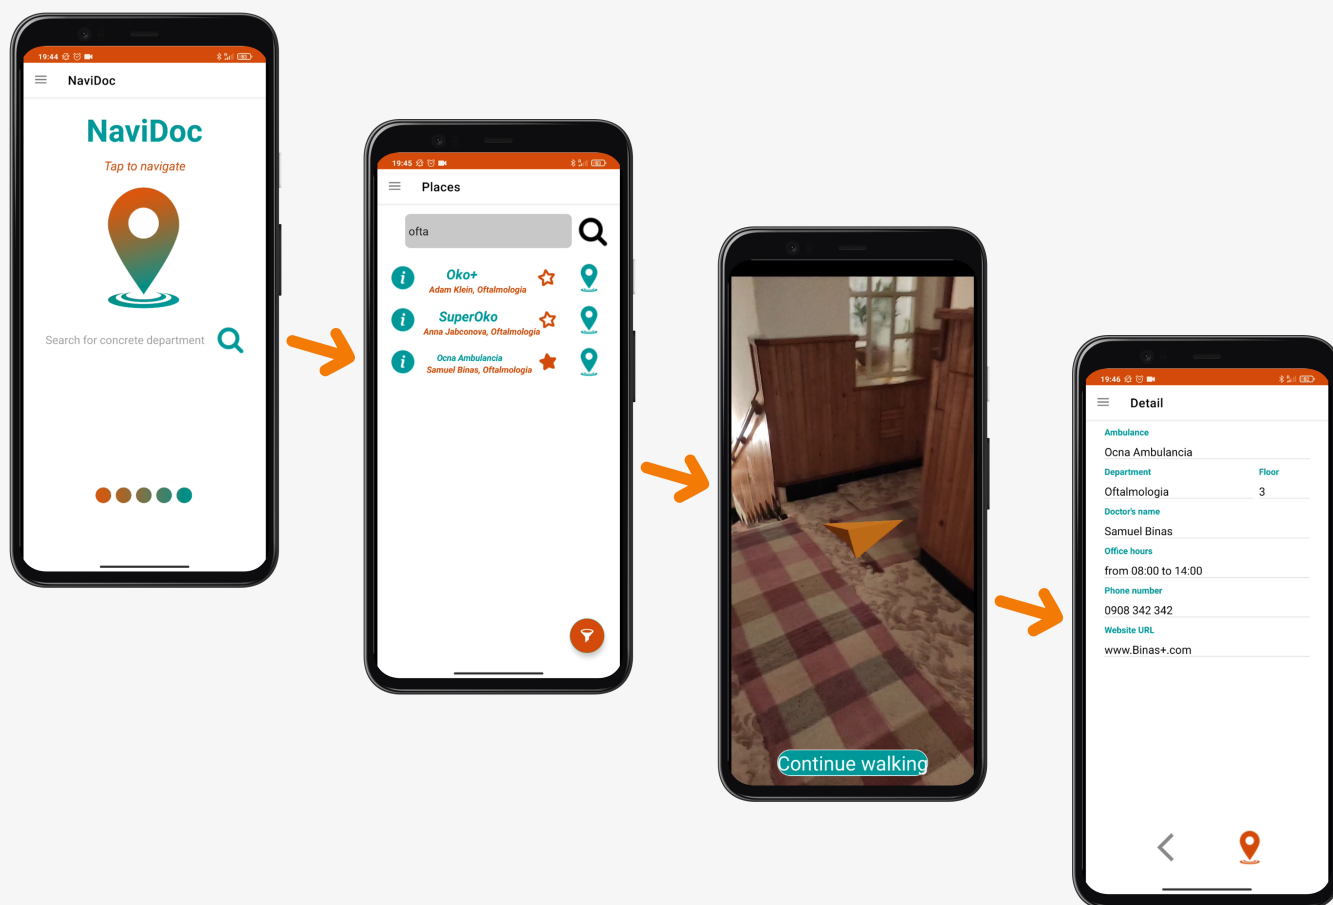 19:44
NaviDoc
NaviDoc
Tap to navigate
Search for concrete department
19:45
Places
ofta
Oko+
Adam Klein, Oftalmologia
SuperOko
Anna Jabconova, Oftalmologia
Ocna Ambulancia
Samuel Binas, Oftalmologia
Continue walking
19:46
Detail
Ambulance
Ocna Ambulancia
Department Floor
Oftalmologia 3
Doctor's name
Samuel Binas
Office hours
from 08:00 to 14:00
Phone number
0908 342 342
Website URL
www.Binas+.com